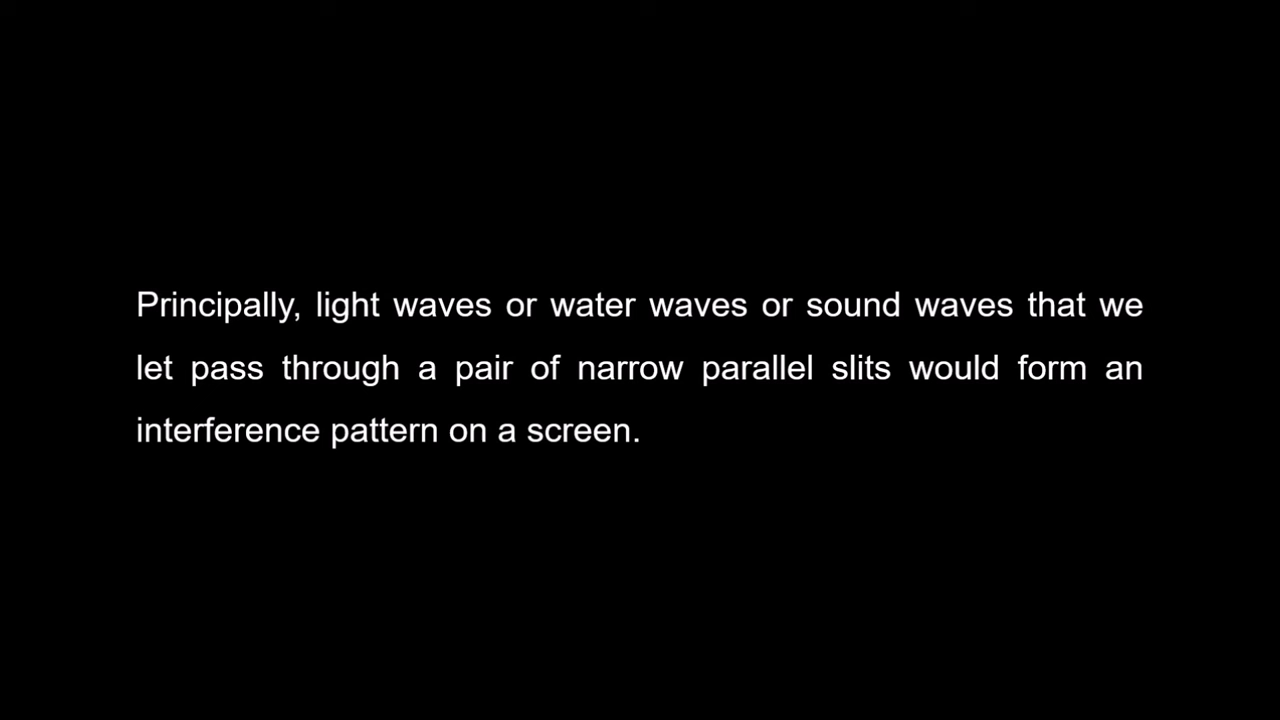 Principally, light waves or water waves or sound waves that we
let pass through a pair of narrow parallel slits would form an
interference pattern on a screen.